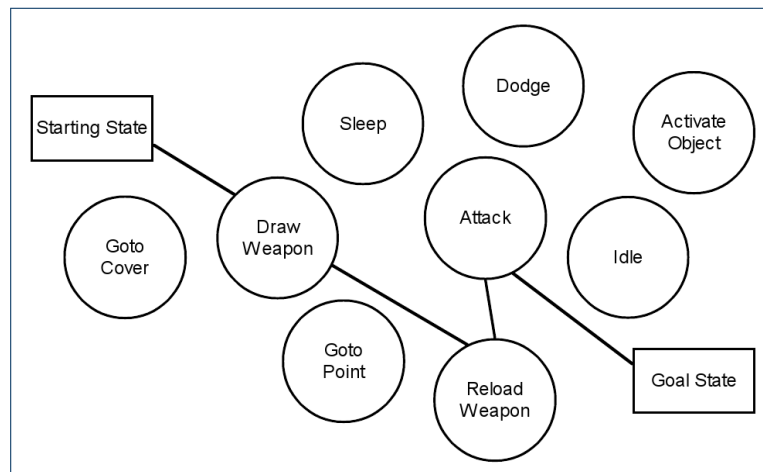 Dodge
Sleep
Activate
Object
Starting State
Draw
Weapon
Attack
Goto
Cover
Idle
Goto
Point
Reload
Weapon
Goal State